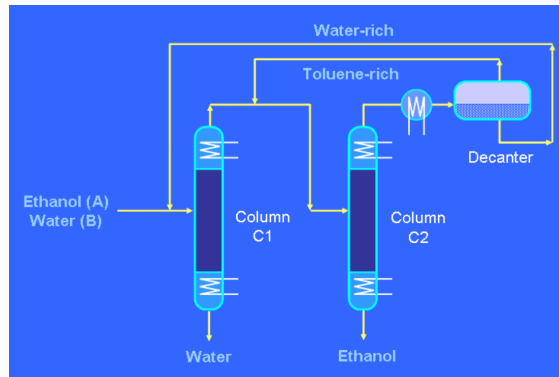 Water-rich
Toluene-rich
Decanter
Ethanol (A)
Water (B)
Column
C1
Column
C2
Water
Ethanol